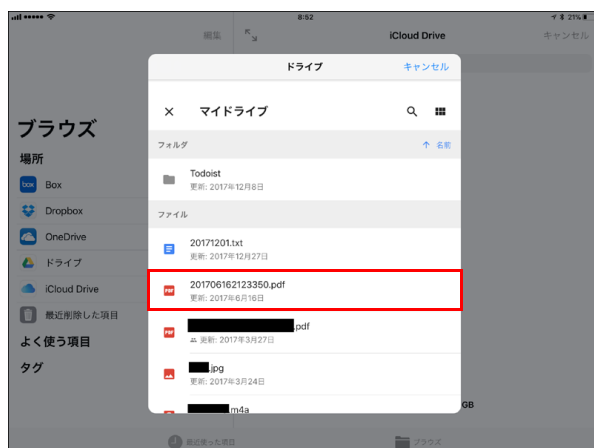 8:52
21%
編集
iCloud Drive
キャンセル
ドライブ
キャンセル
マイドライブ
フォルダ
名前
Todoist
更新: 2017年12月8日
ファイル
20171201.txt
更新: 2017年12月27日
PDF
201706162123350.pdf
更新: 2017年6月16日
PDF
.pdf
更新: 2017年3月27日
.jpg
更新: 2017年3月24日
.m4a
ブラウズ
場所
box
Box
Dropbox
OneDrive
ドライブ
iCloud Drive
最近削除した項目
よく使う項目
タグ
GB
最近使った項目
ブラウズ